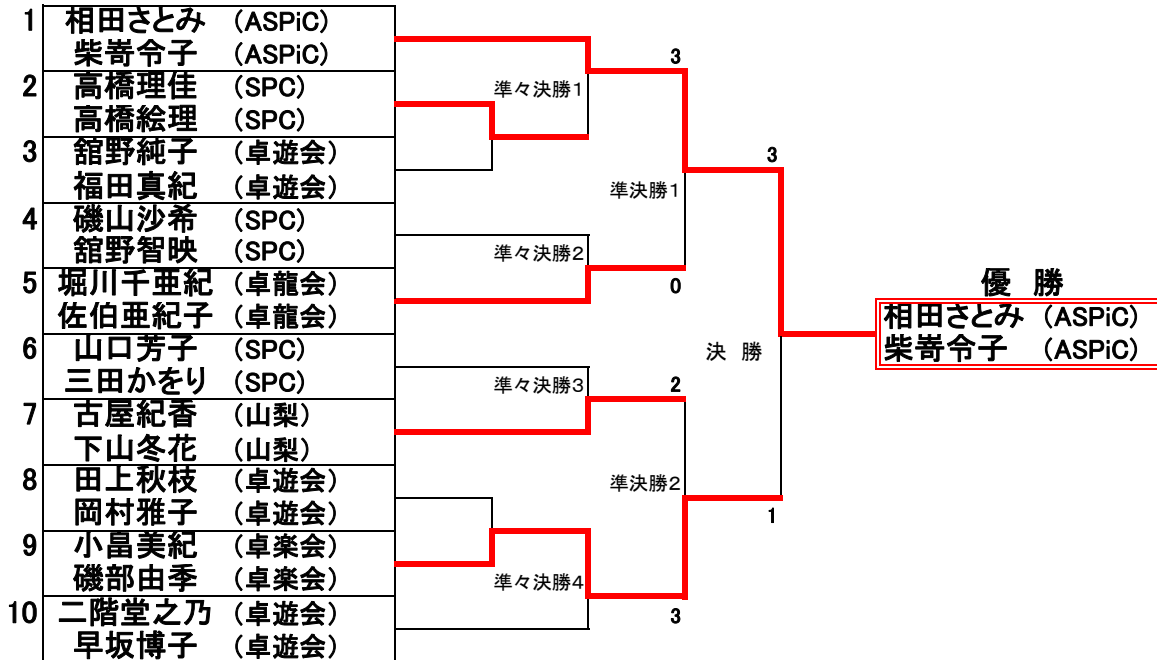 1 相田さとみ (ASPiC)
柴嵜令子 (ASPiC)
2 高橋理佳 (SPC)
高橋絵理 (SPC)
3 舘野純子 (卓遊会)
福田真紀 (卓遊会)
4 磯山沙希 (SPC)
舘野智映 (SPC)
5 堀川千亜紀 (卓龍会)
佐伯亜紀子 (卓龍会)
6 山口芳子 (SPC)
三田かをり (SPC)
7 古屋紀香 (山梨)
下山冬花 (山梨)
8 田上秋枝 (卓遊会)
岡村雅子 (卓遊会)
9 小畠美紀 (卓楽会)
磯部由季 (卓楽会)
10 二階堂之乃 (卓遊会)
早坂博子 (卓遊会)
準々決勝1
準々決勝2
準々決勝3
準々決勝4
3
準決勝1
0
2
準決勝2
3
3
決 勝
1
優 勝
相田さとみ (ASPiC)
柴嵜令子 (ASPiC)